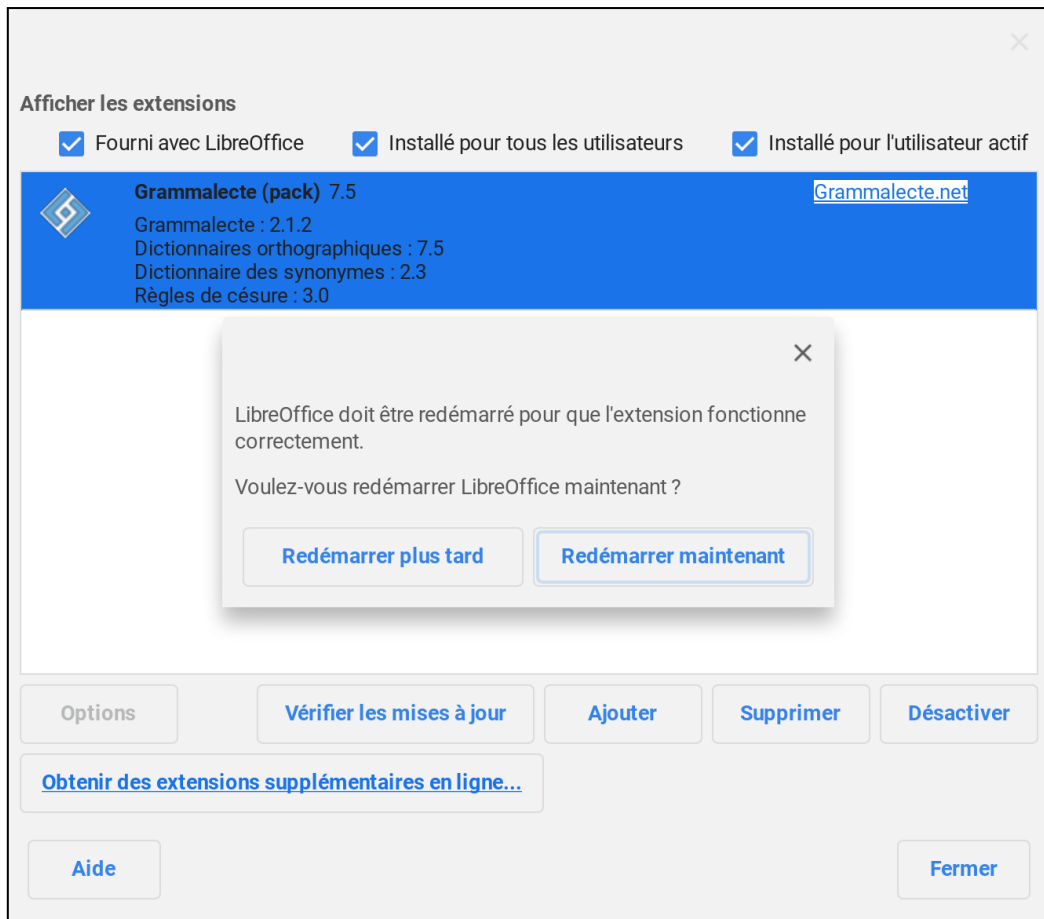 Afficher les extensions
Fourni avec LibreOffice Installé pour tous les utilisateurs Installé pour l'utilisateur actif
Grammalecte (pack) 7.5 Grammalecte.net
Grammalecte : 2.1.2
Dictionnaires orthographiques : 7.5
Dictionnaire des synonymes : 2.3
Règles de césure : 3.0
LibreOffice doit être redémarré pour que l'extension fonctionne
correctement.
Voulez-vous redémarrer LibreOffice maintenant ?
Redémarrer plus tard Redémarrer maintenant
Options Vérifier les mises à jour Ajouter Supprimer Désactiver
Obtenir des extensions supplémentaires en ligne...
Aide Fermer